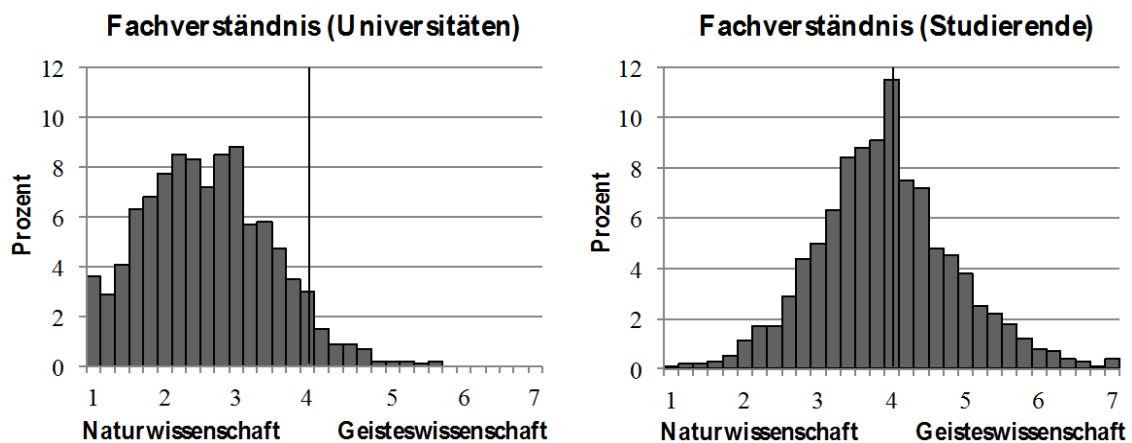 Fachverständnis (Universitäten)
Prozent
12
10
8
6
4
2
0
1 2 3 4 5 6 7
Naturwissenschaft Geisteswissenschaft
Fachverständnis (Studierende)
Prozent
12
10
8
6
4
2
0
1 2 3 4 5 6 7
Naturwissenschaft Geisteswissenschaft